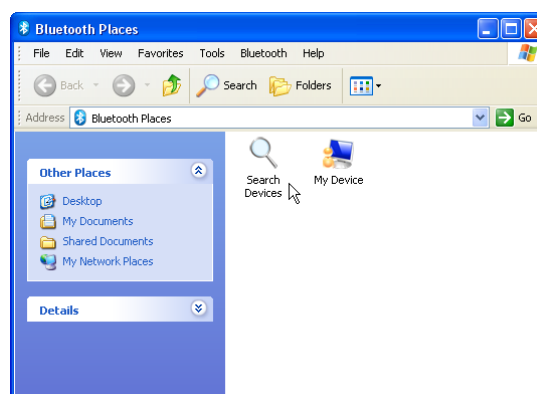 Bluetooth Places
File Edit View Favorites Tools Bluetooth Help
Back Search Folders
Address Bluetooth Places Go
Other Places
Desktop
My Documents
Shared Documents
My Network Places
Details
Search
Devices
My Device